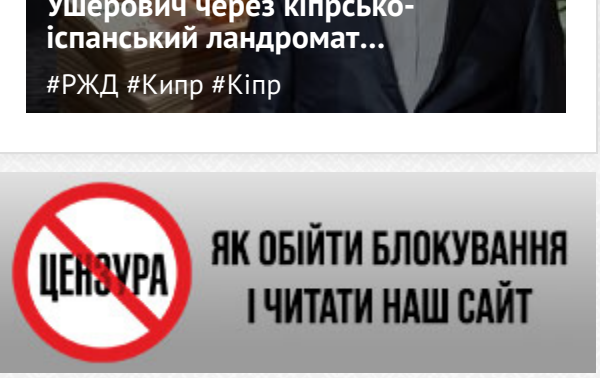 Ушерович через кіпрсько-
іспанський ландромат...
#РЖД #Кипр #Кіпр
ЦЕНЗУРА
ЯК ОБІЙТИ БЛОКУВАННЯ
І ЧИТАТИ НАШ САЙТ